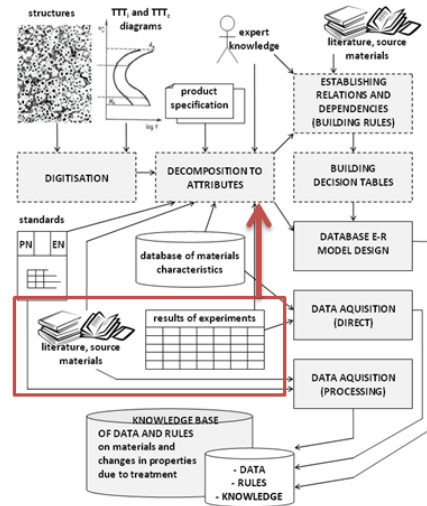 structures
TTTi and TTTc
diagrams
°C
log τ
expert
knowledge
product
specification
literature, source
materials
ESTABLISHING
RELATIONS AND
DEPENDENCIES
(BUILDING RULES)
DIGITISATION
DECOMPOSITION TO
ATTRIBUTES
BUILDING
DECISION TABLES
standards
PN EN
database of materials
characteristics
DATABASE E-R
MODEL DESIGN
literature, source
materials
results of experiments
DATA AQUISITION
(DIRECT)
DATA AQUISITION
(PROCESSING)
KNOWLEDGE BASE
OF DATA AND RULES
on materials and
changes in properties
due to treatment
- DATA
- RULES
- KNOWLEDGE